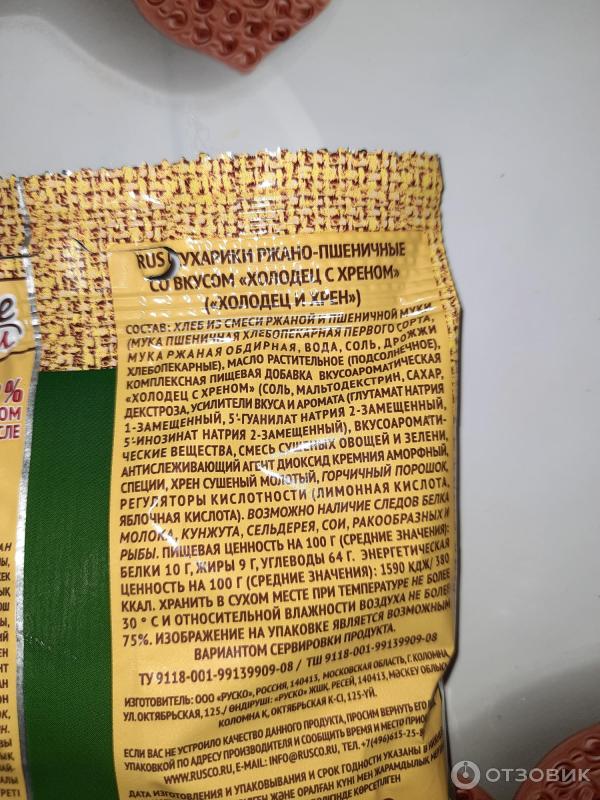 RUS СУХАРИКИ РЖАНО-ПШЕНИЧНЫЕ
СО ВКУСОМ «ХОЛОДЕЦ С ХРЕНОМ»
(«ХОЛОДЕЦ И ХРЕН»)
СОСТАВ: ХЛЕБ ИЗ СМЕСИ РЖАНОЙ И ПШЕНИЧНОЙ МУКИ
(МУКА ПШЕНИЧНАЯ ХЛЕБОПЕКАРНАЯ ПЕРВОГО СОРТА,
МУКА РЖАНАЯ ОБДИРНАЯ, ВОДА, СОЛЬ, ДРОЖЖИ
ХЛЕБОПЕКАРНЫЕ). МАСЛО РАСТИТЕЛЬНОЕ (ПОДСОЛНЕЧНОЕ),
КОМПЛЕКСНАЯ ПИЩЕВАЯ ДОБАВКА ВКУСОАРОМАТИЧЕСКАЯ
«ХОЛОДЕЦ С ХРЕНОМ» (СОЛЬ, МАЛЬТОДЕКСТРИН, САХАР,
ДЕКСТРОЗА, УСИЛИТЕЛИ ВКУСА И АРОМАТА (ГЛУТАМАТ НАТРИЯ
1-ЗАМЕЩЕННЫЙ, 5'-ГУАНИЛАТ НАТРИЯ 2-ЗАМЕЩЕННЫЙ,
5'-ИНОЗИНАТ НАТРИЯ 2-ЗАМЕЩЕННЫЙ), ВКУСОАРОМАТИ-
ЧЕСКИЕ ВЕЩЕСТВА, СМЕСЬ СУШЕНЫХ ОВОЩЕЙ И ЗЕЛЕНИ,
АНТИСЛЕЖИВАЮЩИЙ АГЕНТ ДИОКСИД КРЕМНИЯ АМОРФНЫЙ,
СПЕЦИИ, ХРЕН СУШЕНЫЙ МОЛОТЫЙ, ГОРЧИЧНЫЙ ПОРОШОК,
РЕГУЛЯТОРЫ КИСЛОТНОСТИ (ЛИМОННАЯ КИСЛОТА,
ЯБЛОЧНАЯ КИСЛОТА). ВОЗМОЖНО НАЛИЧИЕ СЛЕДОВ БЕЛКА
МОЛОКА, КУНЖУТА, СЕЛЬДЕРЕЯ, СОИ, РАКООБРАЗНЫХ И
РЫБЫ. ПИЩЕВАЯ ЦЕННОСТЬ НА 100 Г (СРЕДНИЕ ЗНАЧЕНИЯ):
БЕЛКИ 10 Г, ЖИРЫ 9 Г, УГЛЕВОДЫ 64 Г. ЭНЕРГЕТИЧЕСКАЯ
ЦЕННОСТЬ НА 100 Г (СРЕДНИЕ ЗНАЧЕНИЯ): 1590 КДЖ/ 380
ККАЛ. ХРАНИТЬ В СУХОМ МЕСТЕ ПРИ ТЕМПЕРАТУРЕ НЕ БОЛЕЕ
30 ° С И ОТНОСИТЕЛЬНОЙ ВЛАЖНОСТИ ВОЗДУХА НЕ БОЛЕЕ
75%. ИЗОБРАЖЕНИЕ НА УПАКОВКЕ ЯВЛЯЕТСЯ ВОЗМОЖНЫМ
ВАРИАНТОМ СЕРВИРОВКИ ПРОДУКТА.
ТУ 9118-001-99139909-08 / ТШ 9118-001-99139909-08
ИЗГОТОВИТЕЛЬ: ООО «РУСКО», РОССИЯ, 140413, МОСКОВСКАЯ ОБЛАСТЬ, Г. КОЛОМНА,
УЛ. ОКТЯБРЬСКАЯ, 125./ ӨНДІРУШІ: «РУСКО» ЖШҚ, РЕСЕЙ, 140413, МӘСКЕУ
КОЛОМНА Қ, ОКТЯБРЬСКАЯ К-СІ, 125-ҮЙ.
ЕСЛИ ВАС НЕ УСТРОИЛО КАЧЕСТВО ДАННОГО ПРОДУКТА, ПРОСИМ ВЕРНУТЬ ЕГО
УПАКОВКОЙ ПО АДРЕСУ ПРОИЗВОДИТЕЛЯ И СООБЩИТЬ ВРЕМЯ И МЕСТО
WWW.RUSCO.RU, E-MAIL: INFO@RUSCO.RU, ТЕЛ. +7(496)615-25-
ДАТА ИЗГОТОВЛЕНИЯ И УПАКОВЫВАНИЯ И СРОК ГОДНОСТИ УКАЗАНЫ В
ЖӘНЕ ОРАЛҒАН КҮНІ МЕН ЖАРАМДЫЛЫҚ
КӨРСЕТІЛГЕН
ОТЗОВИК